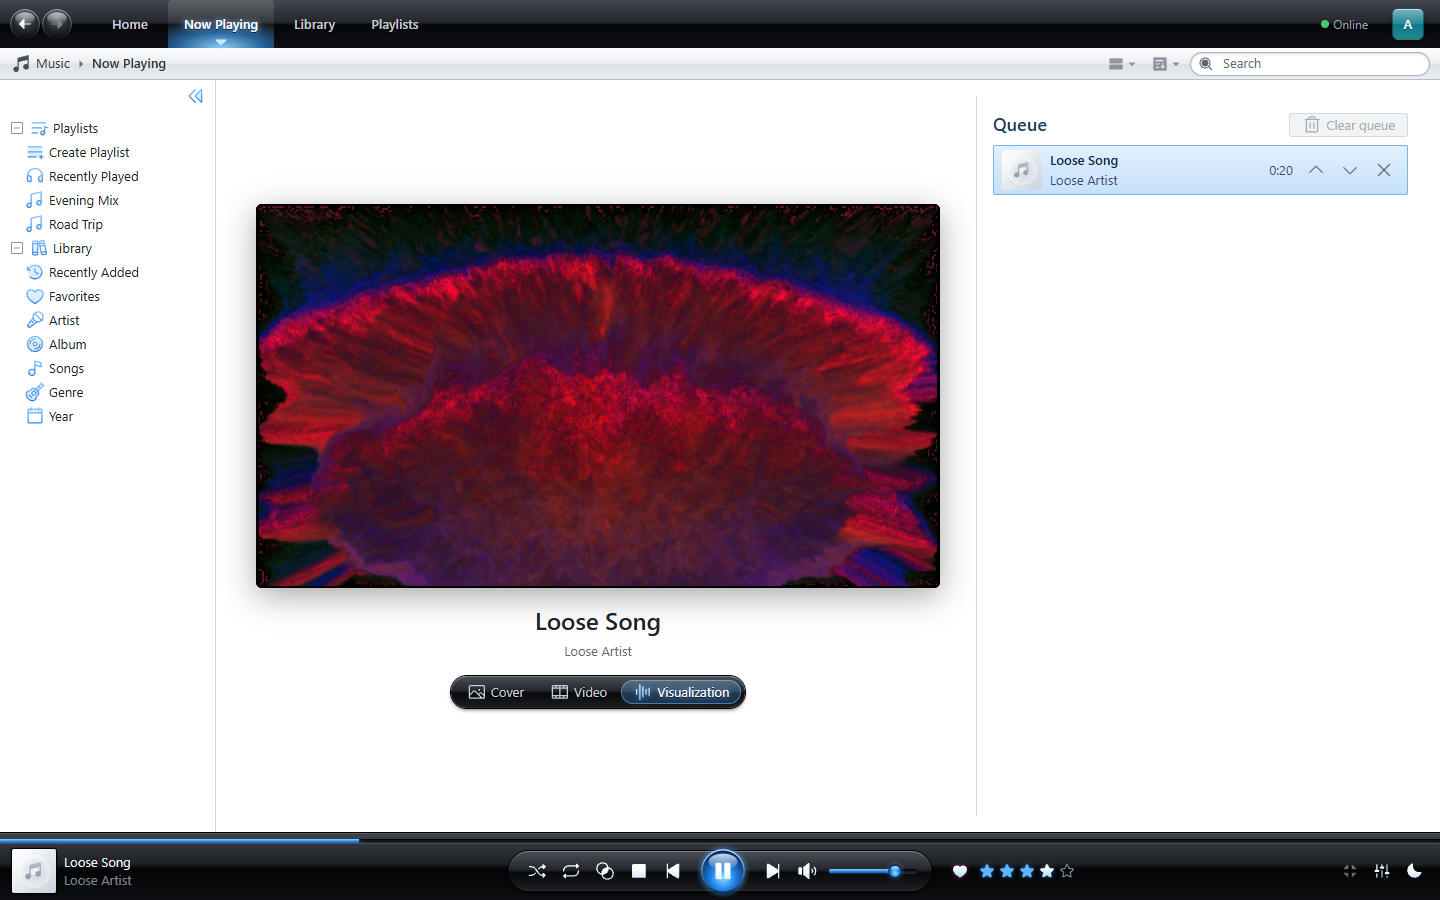 Home
Now Playing
Library
Playlists
Online
A
Music
Now Playing
Search
Playlists
Create Playlist
Recently Played
Evening Mix
Road Trip
Library
Recently Added
Favorites
Artist
Album
Songs
Genre
Year
Loose Song
Loose Artist
Cover
Video
Visualization
Queue
Clear queue
Loose Song
Loose Artist
0:20
Loose Song
Loose Artist